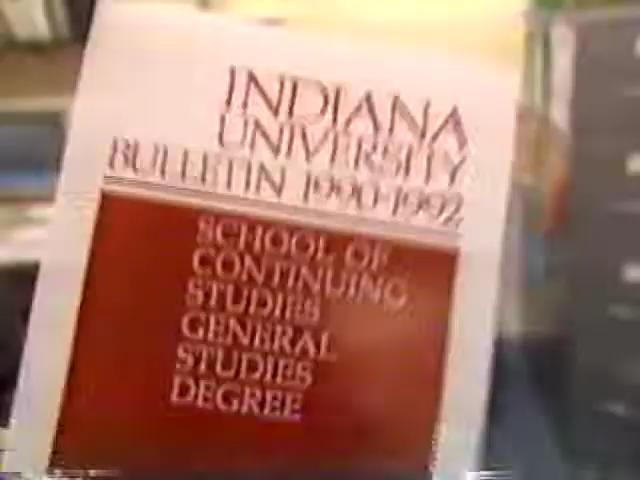 INDIANA
UNIVERSITY
BULLETIN 1990-1992
SCHOOL OF
CONTINUING
STUDIES
GENERAL
STUDIES
DEGREE